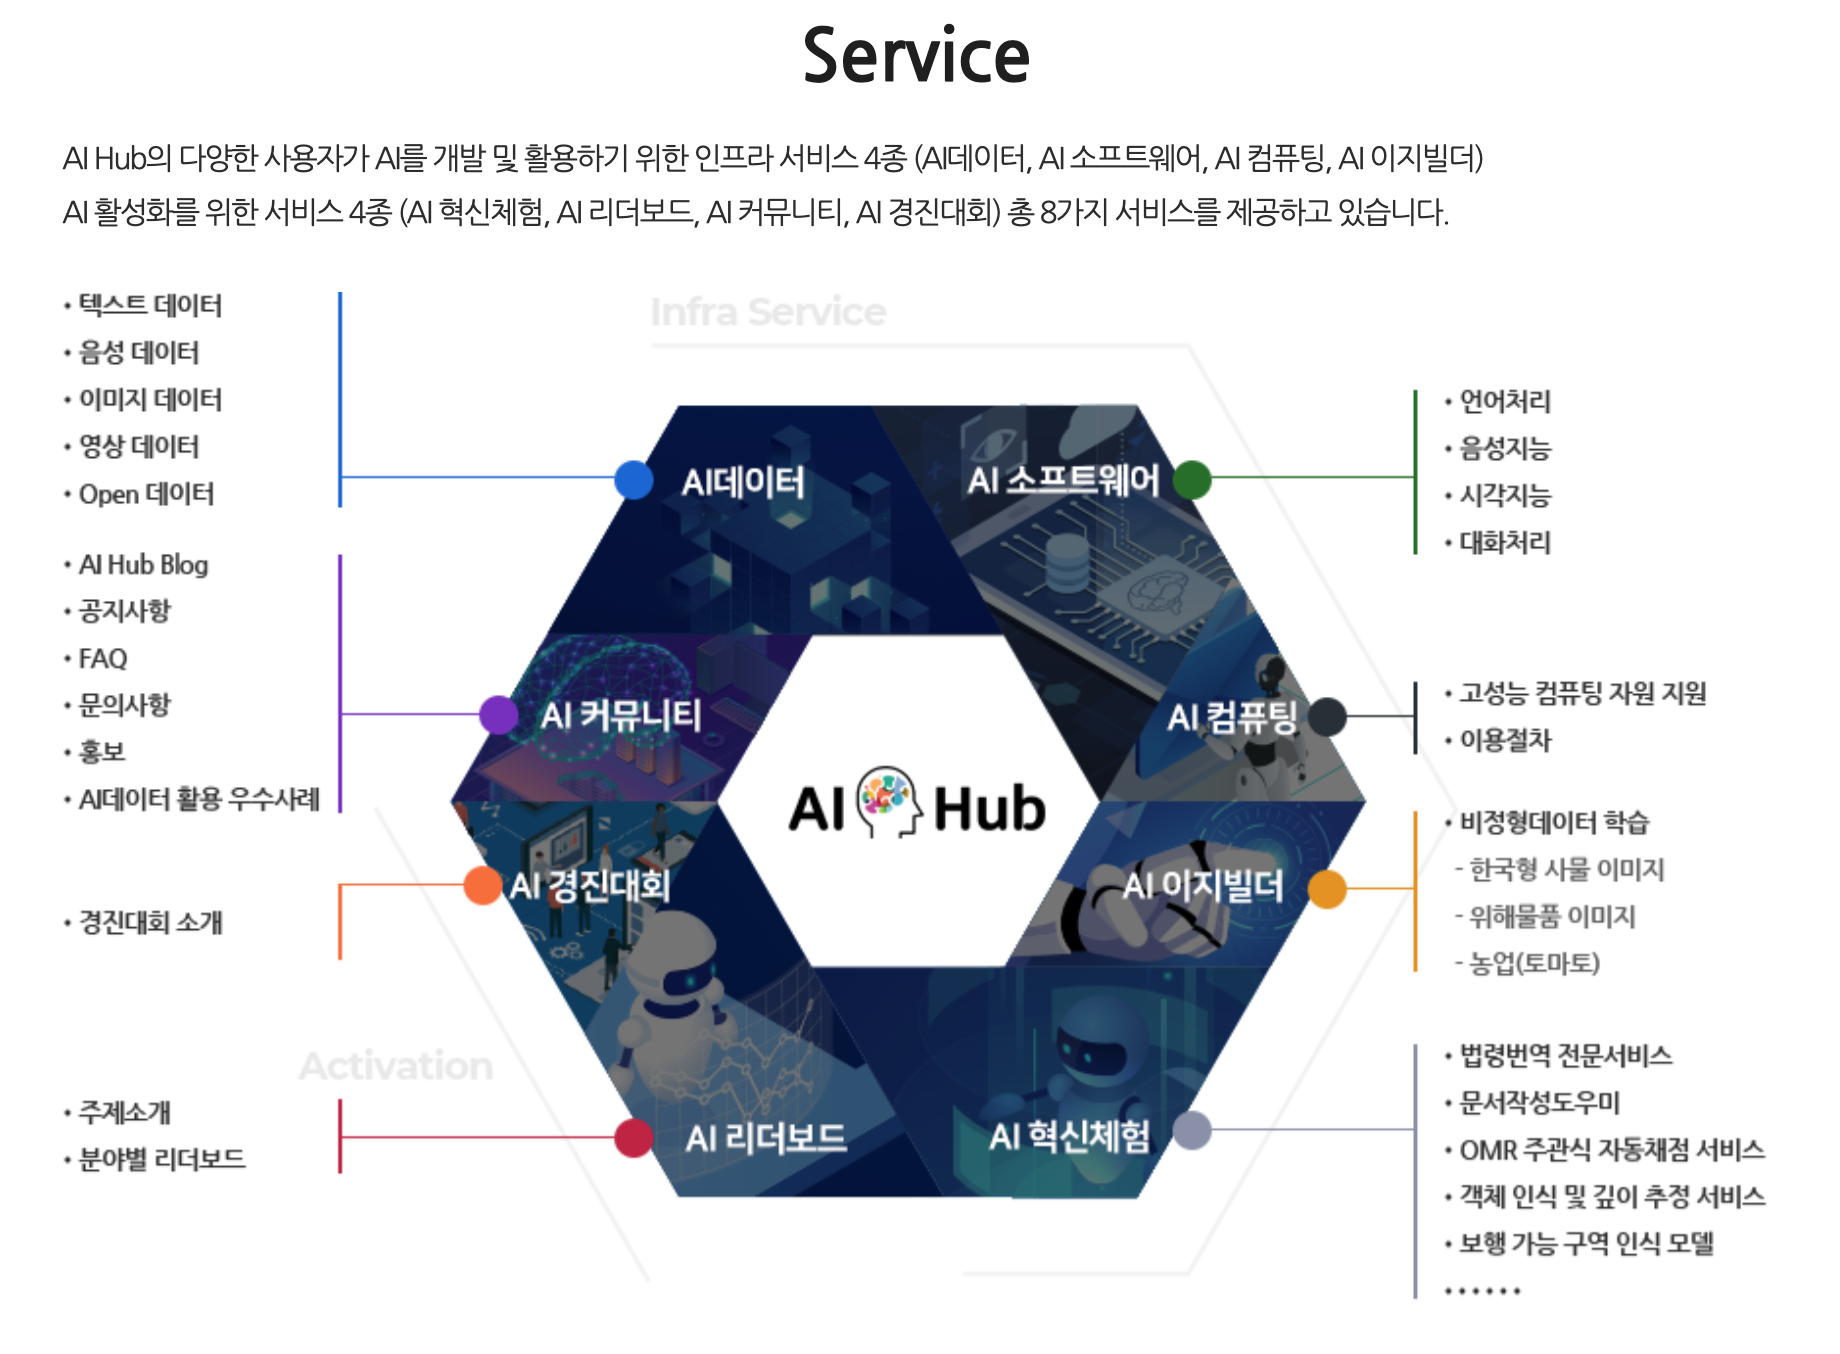 Service
AI Hub의 다양한 사용자가 AI를 개발 및 활용하기 위한 인프라 서비스 4종 (AI데이터, AI 소프트웨어, AI 컴퓨팅, AI 이지빌더)
AI 활성화를 위한 서비스 4종 (AI 혁신체험, AI 리더보드, AI 커뮤니티, AI 경진대회) 총 8가지 서비스를 제공하고 있습니다.
Infra Service
• 텍스트 데이터
• 음성 데이터
• 이미지 데이터
• 영상 데이터
• Open 데이터
AI데이터
AI 소프트웨어
• 언어처리
• 음성지능
• 시각지능
• 대화처리
• AI Hub Blog
• 공지사항
• FAQ
• 문의사항
• 홍보
• AI데이터 활용 우수사례
AI 커뮤니티
AI 컴퓨팅
• 고성능 컴퓨팅 자원 지원
• 이용절차
AI Hub
• 경진대회 소개
AI 경진대회
AI 이지빌더
• 비정형데이터 학습
- 한국형 사물 이미지
- 위해물품 이미지
- 농업(토마토)
Activation
• 주제소개
• 분야별 리더보드
AI 리더보드
AI 혁신체험
• 법령번역 전문서비스
• 문서작성도우미
• OMR 주관식 자동채점 서비스
• 객체 인식 및 깊이 추정 서비스
• 보행 가능 구역 인식 모델
• • • • • •